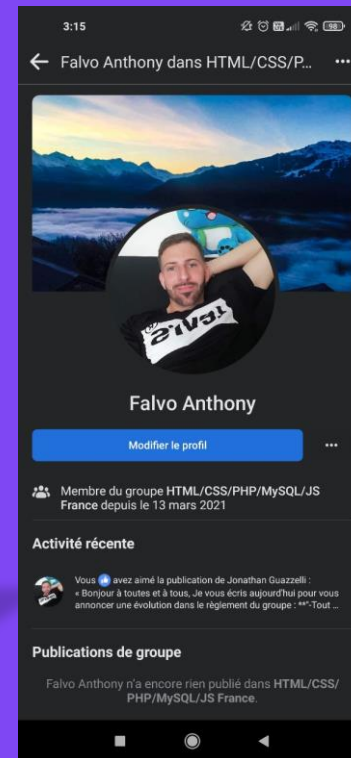 3:15
98
Falvo Anthony dans HTML/CSS/P...
LEVI'S
Falvo Anthony
Modifier le profil
Membre du groupe HTML/CSS/PHP/MySQL/JS
France depuis le 13 mars 2021
Activité récente
Vous avez aimé la publication de Jonathan Guazzelli :
« Bonjour à toutes et à tous, Je vous écris aujourd'hui pour vous
annoncer une évolution dans le règlement du groupe : **"-Tout ...
Publications de groupe
Falvo Anthony n'a encore rien publié dans HTML/CSS/
PHP/MySQL/JS France.